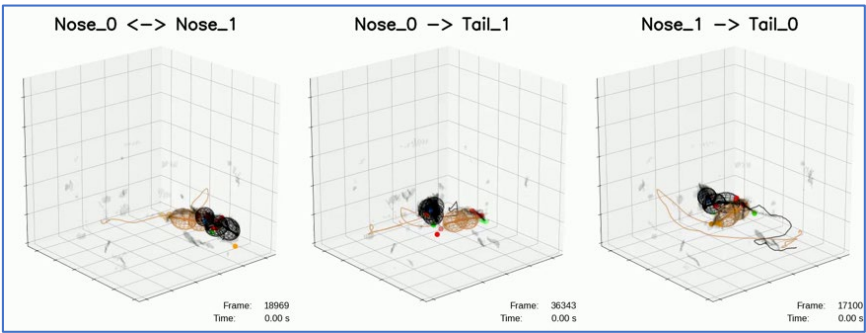 Nose_0 <-> Nose_1
Nose_0 -> Tail_1
Nose_1 -> Tail_0
Frame: 18969
Time: 0.00 s
Frame: 36343
Time: 0.00 s
Frame: 17100
Time: 0.00 s